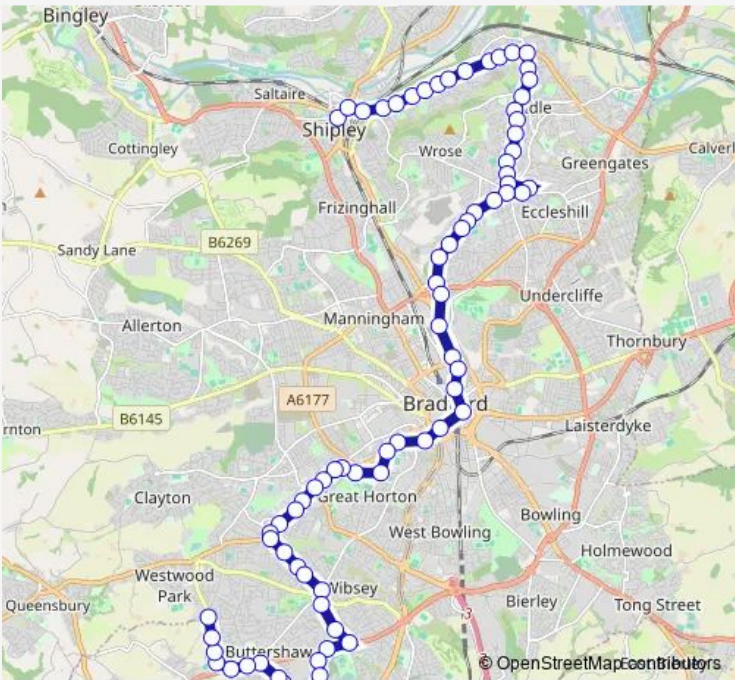 Bingley
Saltaire
Shipley
Cottingley
Wrose
Greengates
Frizinghall
Eccleshill
B6269
Sandy Lane
Undercliffe
Allerton
Manningham
Thornbury
A6177
B6145
Laisterdyke
Clayton
Great Horton
Bowling
West Bowling
Holmewood
Westwood
Park
Wibsey
Queensbury
Bierley
Tong Street
Buttershaw
© OpenStreetMap contributors